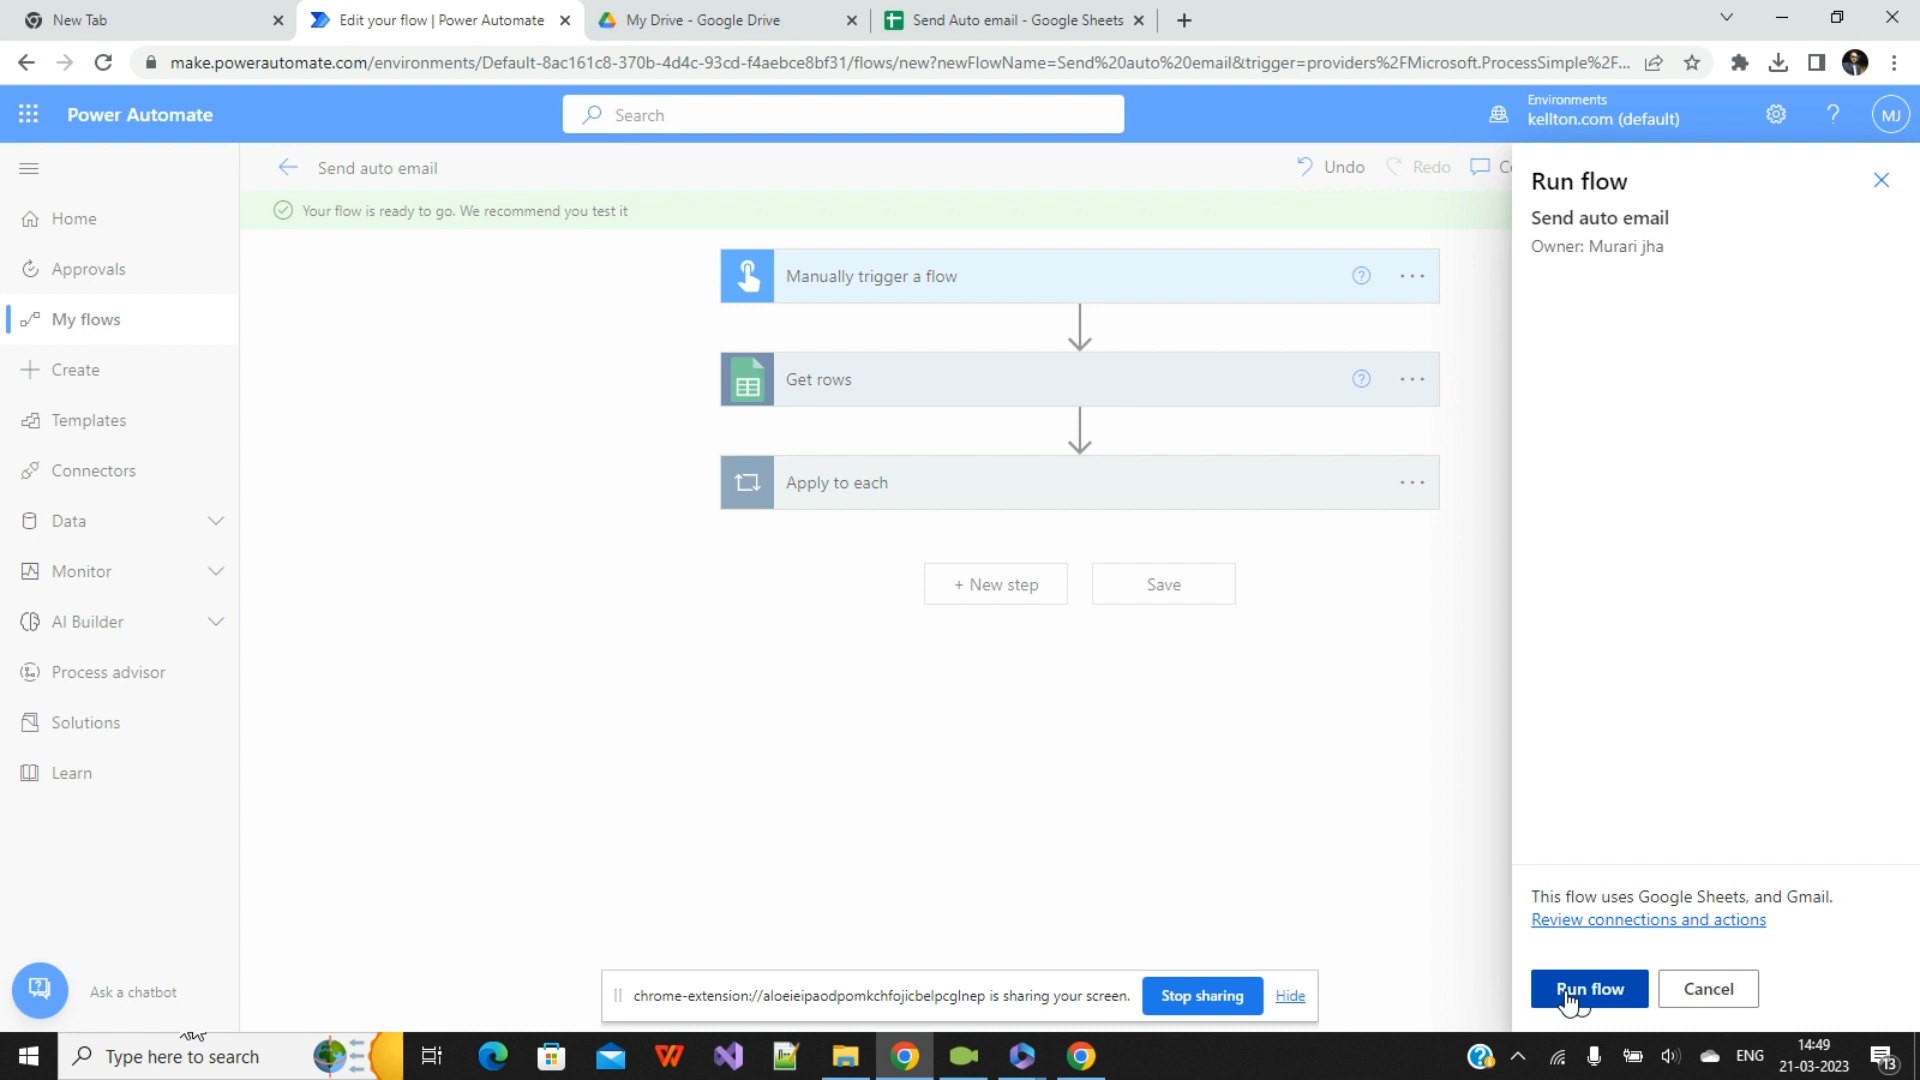 New Tab
Edit your flow | Power Automate
My Drive - Google Drive
Send Auto email - Google Sheets
make.powerautomate.com/environments/Default-8ac161c8-370b-4d4c-93cd-f4aebce8bf31/flows/new?newFlowName=Send%20auto%20email&trigger=providers%2FMicrosoft.ProcessSimple%2F...
Power Automate
Search
Environments
kellton.com (default)
MJ
Send auto email
Undo
Redo
Your flow is ready to go. We recommend you test it
Home
Approvals
My flows
Create
Templates
Connectors
Data
Monitor
AI Builder
Process advisor
Solutions
Learn
Ask a chatbot
Manually trigger a flow
Get rows
Apply to each
+ New step
Save
Run flow
Send auto email
Owner: Murari jha
This flow uses Google Sheets, and Gmail.
Review connections and actions
Run flow
Cancel
chrome-extension://aloeieipaodpomkchfojicbelpcglnep is sharing your screen.
Stop sharing
Hide
Type here to search
ENG
14:49
21-03-2023
13